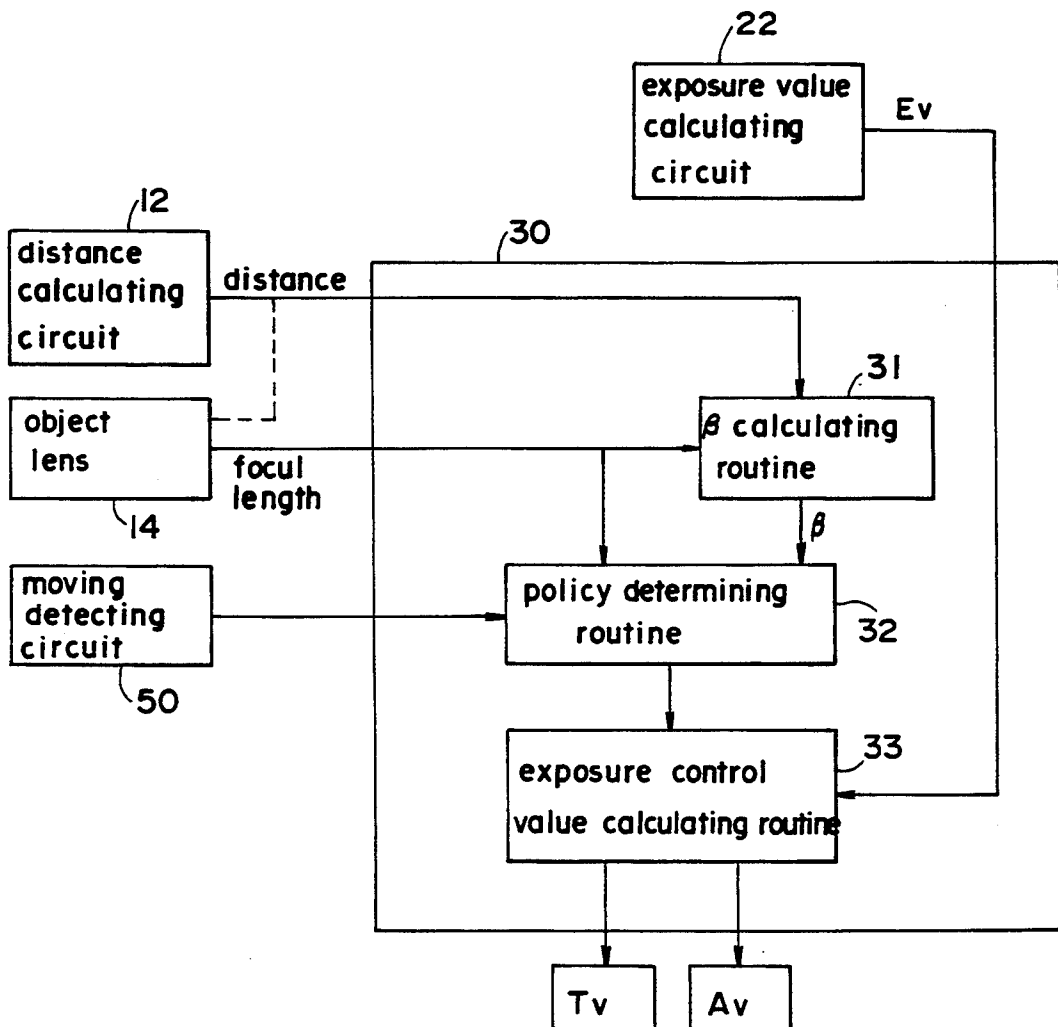 22
exposure value
calculating
circuit
Ev
12
distance
calculating
circuit
distance
30
31
β calculating
routine
object
lens
focul
length
14
β
moving
detecting
circuit
50
policy determining
routine
32
33
exposure control
value calculating routine
Tv
Av